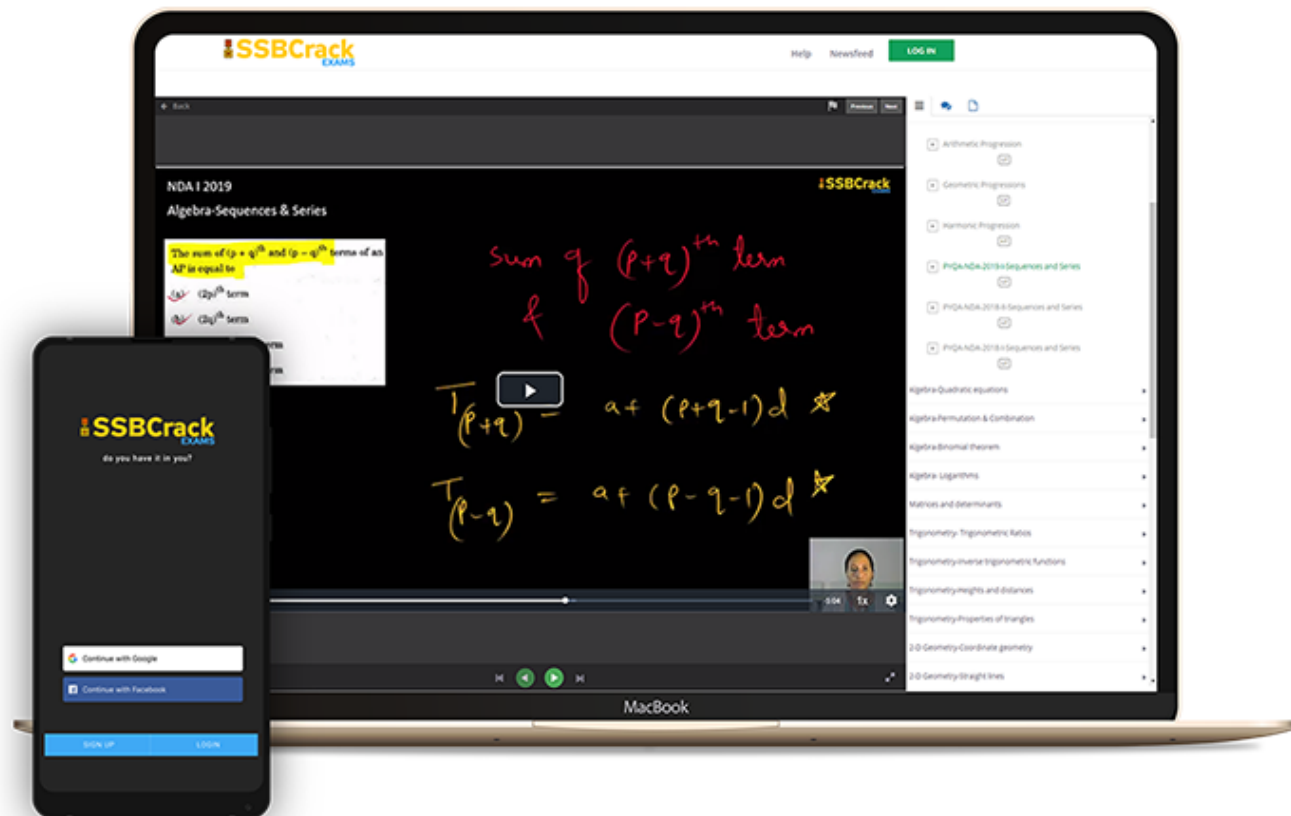 SSBCrack
EXAMS
Help Newsfeed LOG IN
Back
Previous Next
NDA I 2019
Algebra-Sequences & Series
SSBCrack
EXAMS
The sum of (p + q)th and (p – q)th terms of an
AP is equal to
(a) (2p)th term
(b) (2q)th term
term
sum of (p+q)th term
& (p-q)th term
T(p+q) = a+ (p+q-1)d
T(p-q) = a+ (p-q-1)d
1x
Arithmetic Progression
Geometric Progressions
Harmonic Progression
PYQA-NDA-2019-I-Sequences and Series
PYQA-NDA-2018-II-Sequences and Series
PYQA-NDA-2018-I-Sequences and Series
Algebra-Quadratic equations
Algebra-Permutation & Combination
Algebra-Binomial theorem
Algebra- Logarithms
Matrices and determinants
Trigonometry- Trigonometric Ratios
Trigonometry-Inverse trigonometric functions
Trigonometry-Heights and distances
Trigonometry-Properties of triangles
2-D Geometry-Coordinate geometry
2-D Geometry-Straight lines
MacBook
SSBCrack
EXAMS
do you have it in you?
Continue with Google
Continue with Facebook
SIGN UP LOGIN